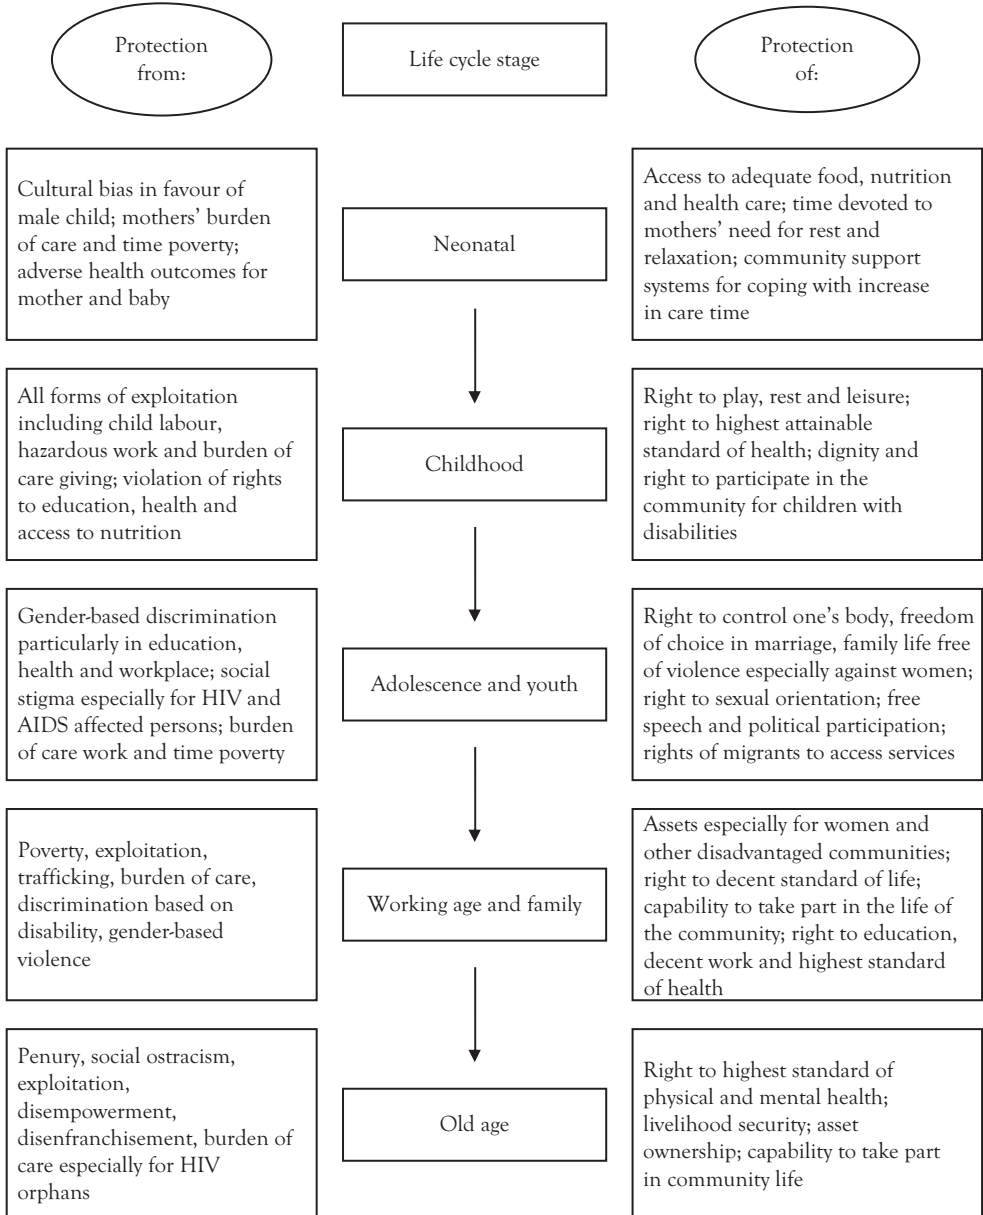 Protection
from:
Life cycle stage
Protection
of:
Cultural bias in favour of
male child; mothers’ burden
of care and time poverty;
adverse health outcomes for
mother and baby
Neonatal
Access to adequate food, nutrition
and health care; time devoted to
mothers’ need for rest and
relaxation; community support
systems for coping with increase
in care time
All forms of exploitation
including child labour,
hazardous work and burden of
care giving; violation of rights
to education, health and
access to nutrition
Childhood
Right to play, rest and leisure;
right to highest attainable
standard of health; dignity and
right to participate in the
community for children with
disabilities
Gender-based discrimination
particularly in education,
health and workplace; social
stigma especially for HIV and
AIDS affected persons; burden
of care work and time poverty
Adolescence and youth
Right to control one’s body, freedom
of choice in marriage, family life free
of violence especially against women;
right to sexual orientation; free
speech and political participation;
rights of migrants to access services
Poverty, exploitation,
trafficking, burden of care,
discrimination based on
disability, gender-based
violence
Working age and family
Assets especially for women and
other disadvantaged communities;
right to decent standard of life;
capability to take part in the life of
the community; right to education,
decent work and highest standard
of health
Penury, social ostracism,
exploitation,
disempowerment,
disenfranchisement, burden of
care especially for HIV
orphans
Old age
Right to highest standard of
physical and mental health;
livelihood security; asset
ownership; capability to take part
in community life